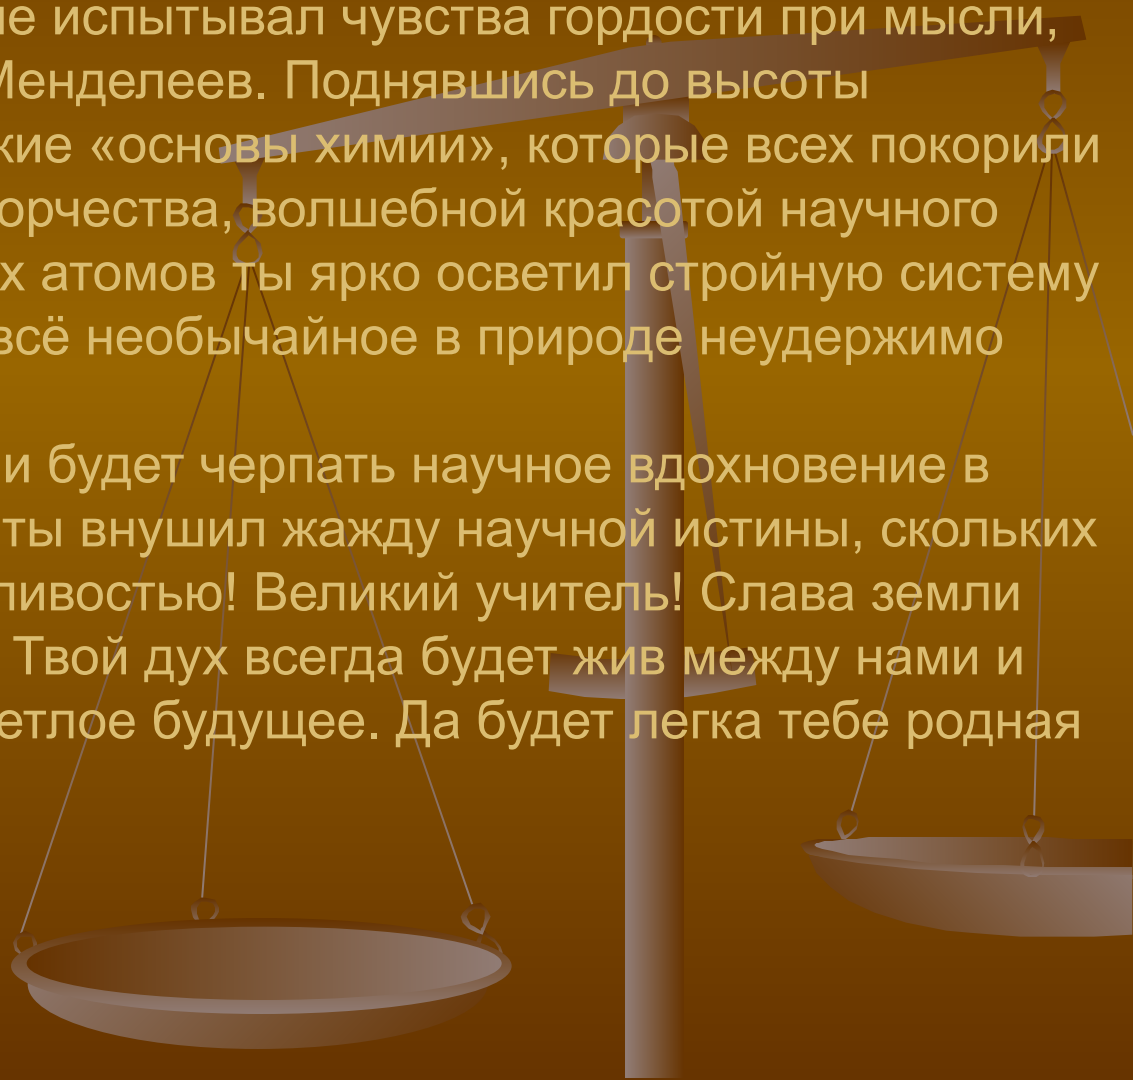 не испытывал чувства гордости при мысли,
Менделеев. Поднявшись до высоты
кие «основы химии», которые всех покорили
орчества, волшебной красотой научного
х атомов ты ярко осветил стройную систему
всё необычайное в природе неудержимо
и будет черпать научное вдохновение в
ты внушил жажду научной истины, скольких
ливостью! Великий учитель! Слава земли
Твой дух всегда будет жив между нами и
етлое будущее. Да будет легка тебе родная